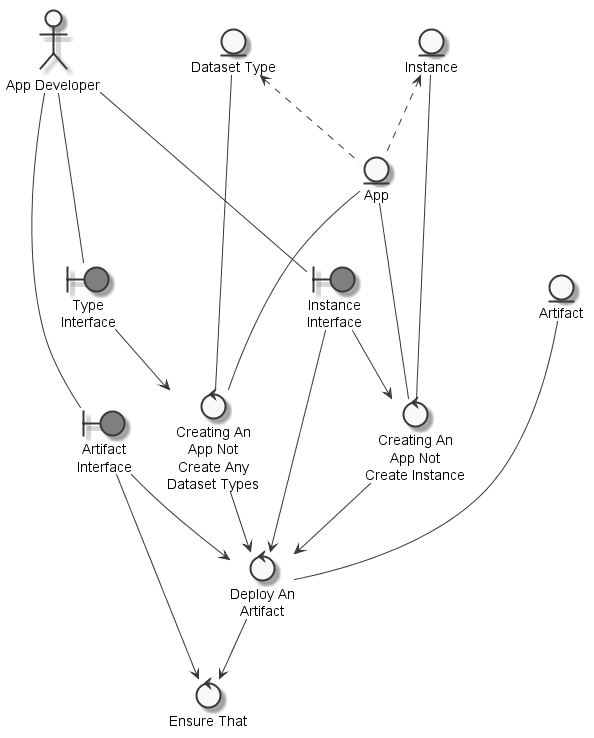 App Developer
Dataset Type
Instance
App
Type
Interface
Instance
Interface
Artifact
Creating An
App Not
Create Any
Dataset Types
Creating An
App Not
Create Instance
Artifact
Interface
Deploy An
Artifact
Ensure That